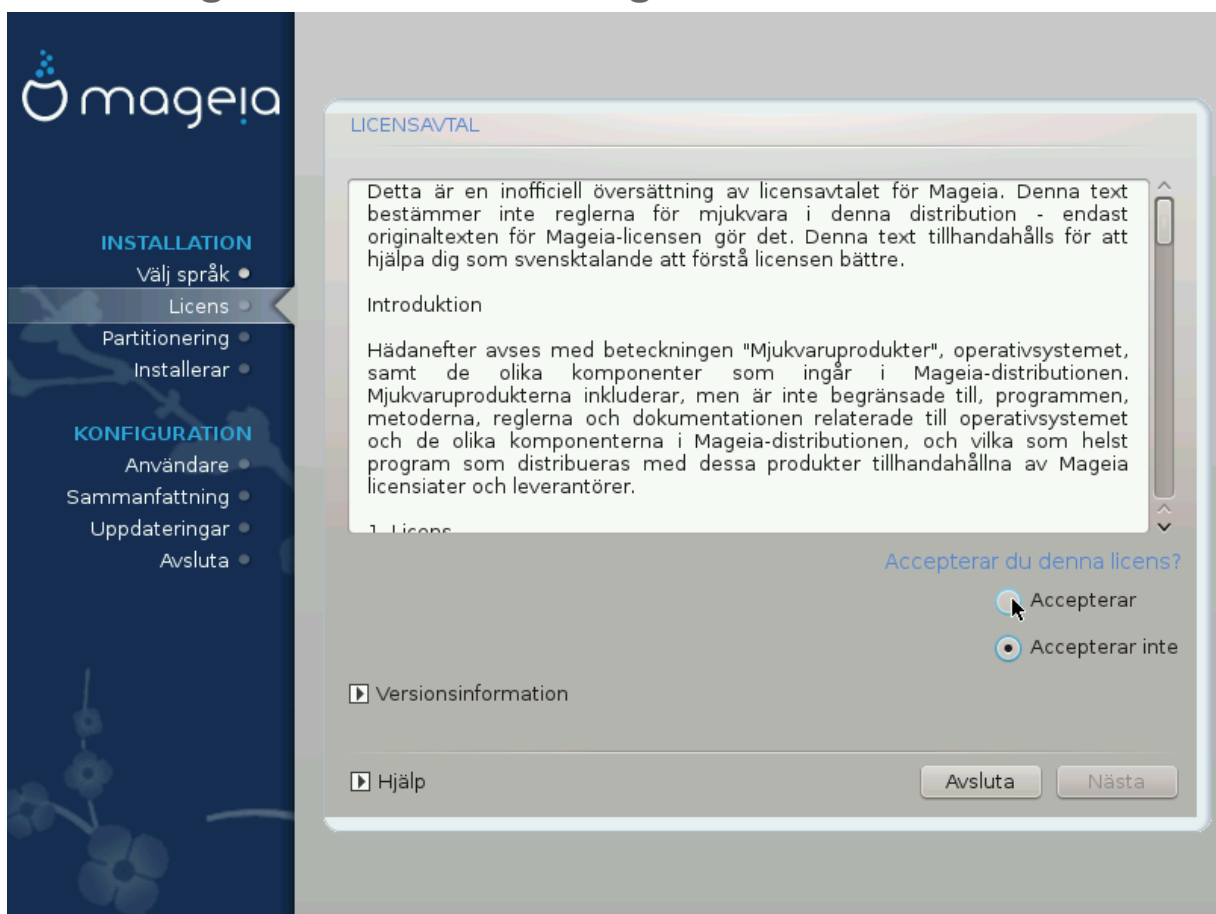 mageia
INSTALLATION
Välj språk
Licens
Partitionering
Installerar
KONFIGURATION
Användare
Sammanfattning
Uppdateringar
Avsluta
LICENSAVTAL
Detta är en inofficiell översättning av licensavtalet för Mageia. Denna text
bestämmer inte reglerna för mjukvara i denna distribution - endast
originaltexten för Mageia-licensen gör det. Denna text tillhandahålls för att
hjälpa dig som svensktalande att förstå licensen bättre.
Introduktion
Hädanefter avses med beteckningen "Mjukvaruprodukter", operativsystemet,
samt de olika komponenter som ingår i Mageia-distributionen.
Mjukvaruprodukterna inkluderar, men är inte begränsade till, programmen,
metoderna, reglerna och dokumentationen relaterade till operativsystemet
och de olika komponenterna i Mageia-distributionen, och vilka som helst
program som distribueras med dessa produkter tillhandahållna av Mageia
licensiater och leverantörer.
1. Licens
Accepterar du denna licens?
Accepterar
Accepterar inte
Versionsinformation
Hjälp
Avsluta
Nästa